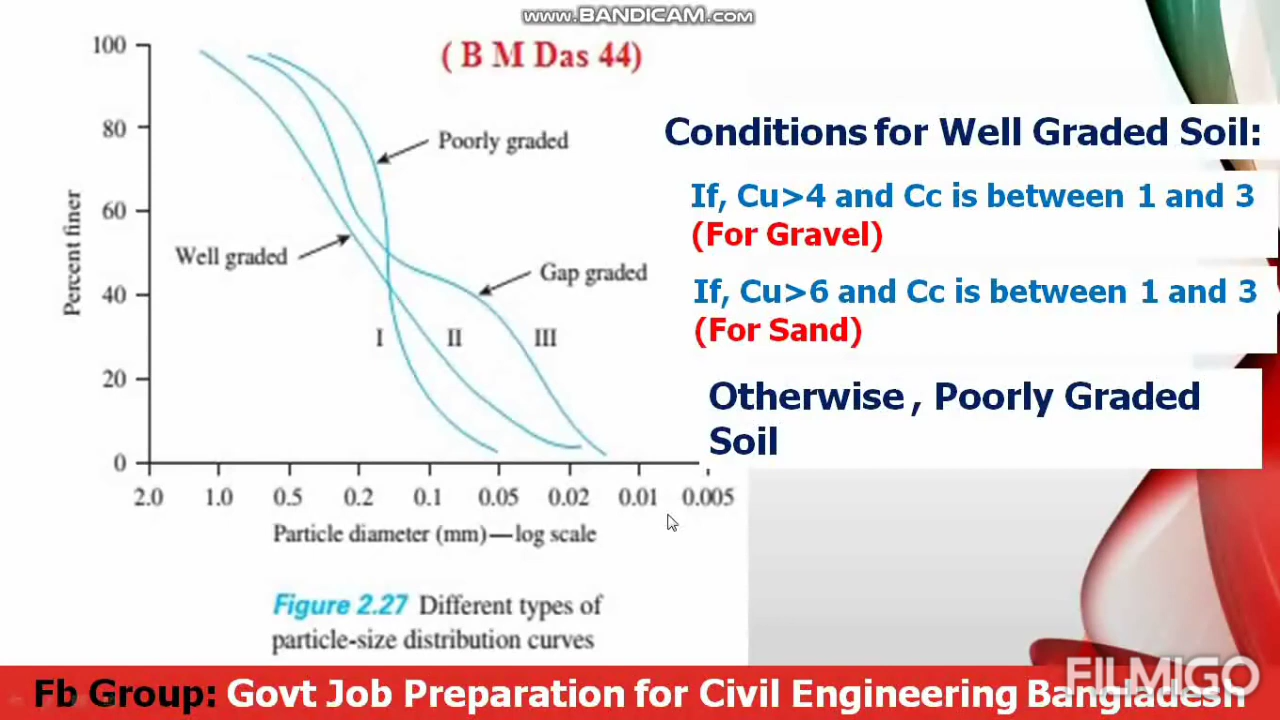 www.BANDICAM.com
( B M Das 44)
100
80
60
40
20
0
Percent finer
Poorly graded
Well graded
Gap graded
I
II
III
2.0 1.0 0.5 0.2 0.1 0.05 0.02 0.01 0.005
Particle diameter (mm)—log scale
Figure 2.27 Different types of
particle-size distribution curves
Conditions for Well Graded Soil:
If, Cu>4 and Cc is between 1 and 3
(For Gravel)
If, Cu>6 and Cc is between 1 and 3
(For Sand)
Otherwise , Poorly Graded
Soil
FILMIGO
Fb Group: Govt Job Preparation for Civil Engineering Bangladesh